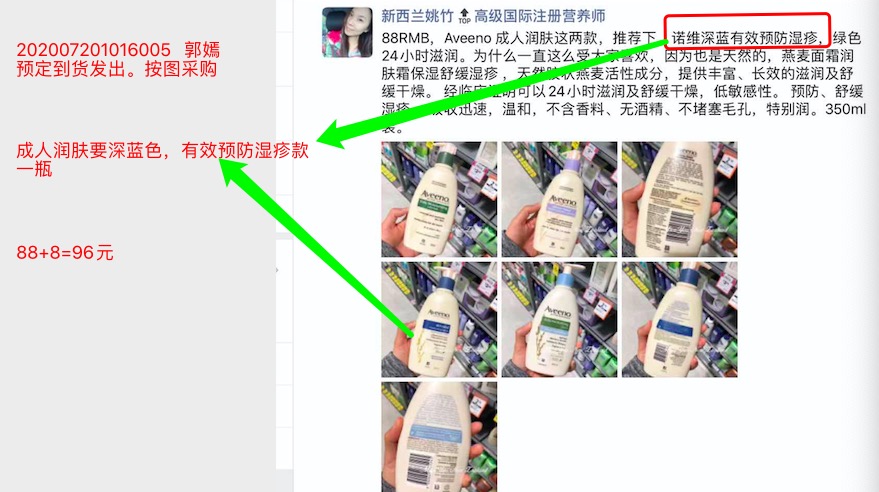 202007201016005 郭嫣
预定到货发出。按图采购
成人润肤要深蓝色，有效预防湿疹款
一瓶
88+8=96元
新西兰姚竹 TOP 高级国际注册营养师
88RMB，Aveeno 成人润肤这两款，推荐下，诺维深蓝有效预防湿疹，绿色
24小时滋润。为什么一直这么受大家喜欢，因为也是天然的，燕麦面霜润
肤霜保湿舒缓湿疹，天然胶状燕麦活性成分，提供丰富、长效的滋润及舒
缓干燥。 经临床证明可以24小时滋润及舒缓干燥，低敏感性。 预防、舒缓
湿疹 吸收迅速，温和，不含香料、无酒精、不堵塞毛孔，特别润。350ml
装。
Aveeno
Aveeno
Aveeno
Aveeno